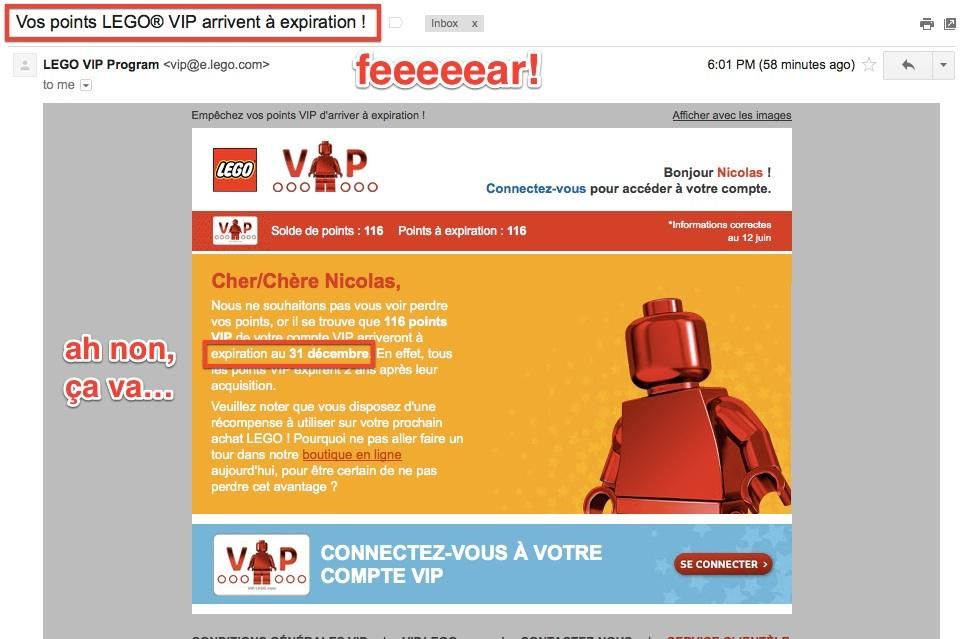 Vos points LEGO® VIP arrivent à expiration !
Inbox x
LEGO VIP Program <vip@e.lego.com>
feeeeeear!
6:01 PM (58 minutes ago)
to me
Empêchez vos points VIP d'arriver à expiration !
Afficher avec les images
LEGO
VIP
Bonjour Nicolas !
Connectez-vous pour accéder à votre compte.
VIP
Solde de points : 116 Points à expiration : 116
*Informations correctes
au 12 juin
Cher/Chère Nicolas,
Nous ne souhaitons pas vous voir perdre
vos points, or il se trouve que 116 points
VIP de votre compte VIP arriveront à
expiration au 31 décembre. En effet, tous
les points VIP expirent 2 ans après leur
acquisition.
ah non,
ça va...
Veuillez noter que vous disposez d'une
récompense à utiliser sur votre prochain
achat LEGO ! Pourquoi ne pas aller faire un
tour dans notre boutique en ligne
aujourd'hui, pour être certain de ne pas
perdre cet avantage ?
VIP
CONNECTEZ-VOUS À VOTRE
COMPTE VIP
SE CONNECTER ›
CONDITIONS GÉNÉRALES VIP CONTACTEZ-NOUS SERVICE CLIENTÈLE